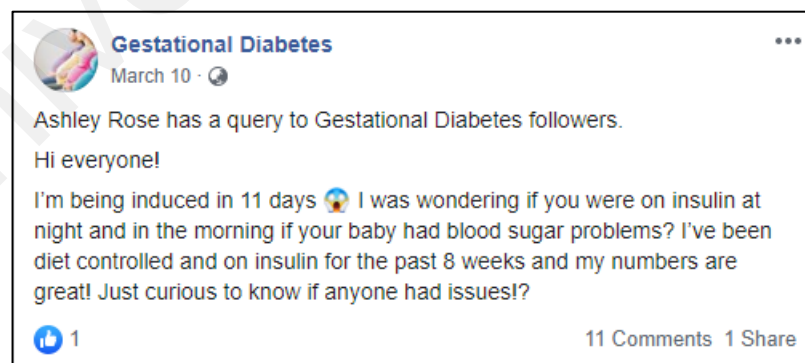 Gestational Diabetes
March 10 ·
Ashley Rose has a query to Gestational Diabetes followers.
Hi everyone!
I'm being induced in 11 days 😱 I was wondering if you were on insulin at
night and in the morning if your baby had blood sugar problems? I've been
diet controlled and on insulin for the past 8 weeks and my numbers are
great! Just curious to know if anyone had issues!?
1 11 Comments 1 Share